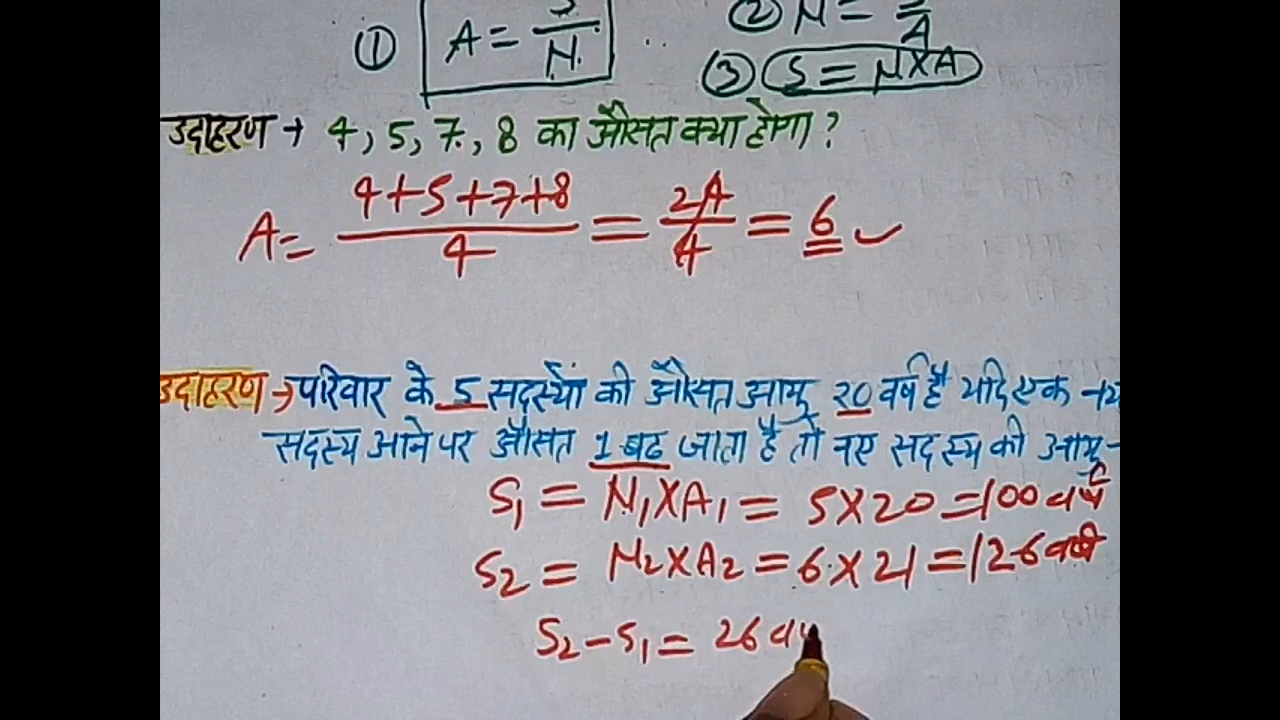 ① A = S/N
② N = S/A
③ S = N×A
उदाहरण → 4, 5, 7, 8 का औसत क्या होगा ?
A = 4+5+7+8/4 = 24/4 = 6 ✓
उदाहरण → परिवार के 5 सदस्यों की औसत आयु 20 वर्ष है यदि एक
सदस्य आने पर औसत 1 बढ जाता है तो नए सदस्य की आयु
S₁ = N₁×A₁ = 5×20 = 100 वर्ष
S₂ = N₂×A₂ = 6×21 = 126 वर्ष
S₂-S₁ = 26